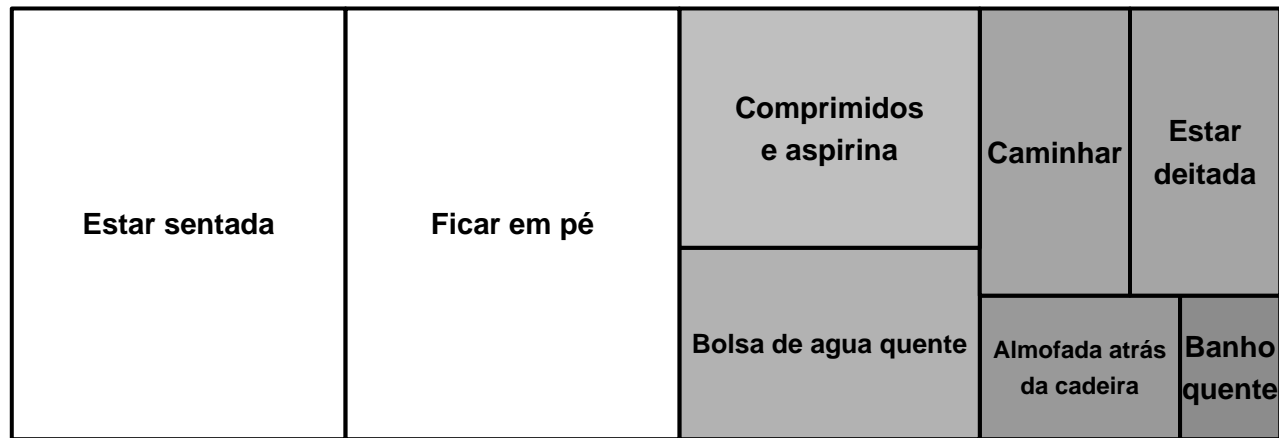 Estar sentada
Ficar em pé
Comprimidos
e aspirina
Bolsa de agua quente
Caminhar
Estar
deitada
Almofada atrás
da cadeira
Banho
quente